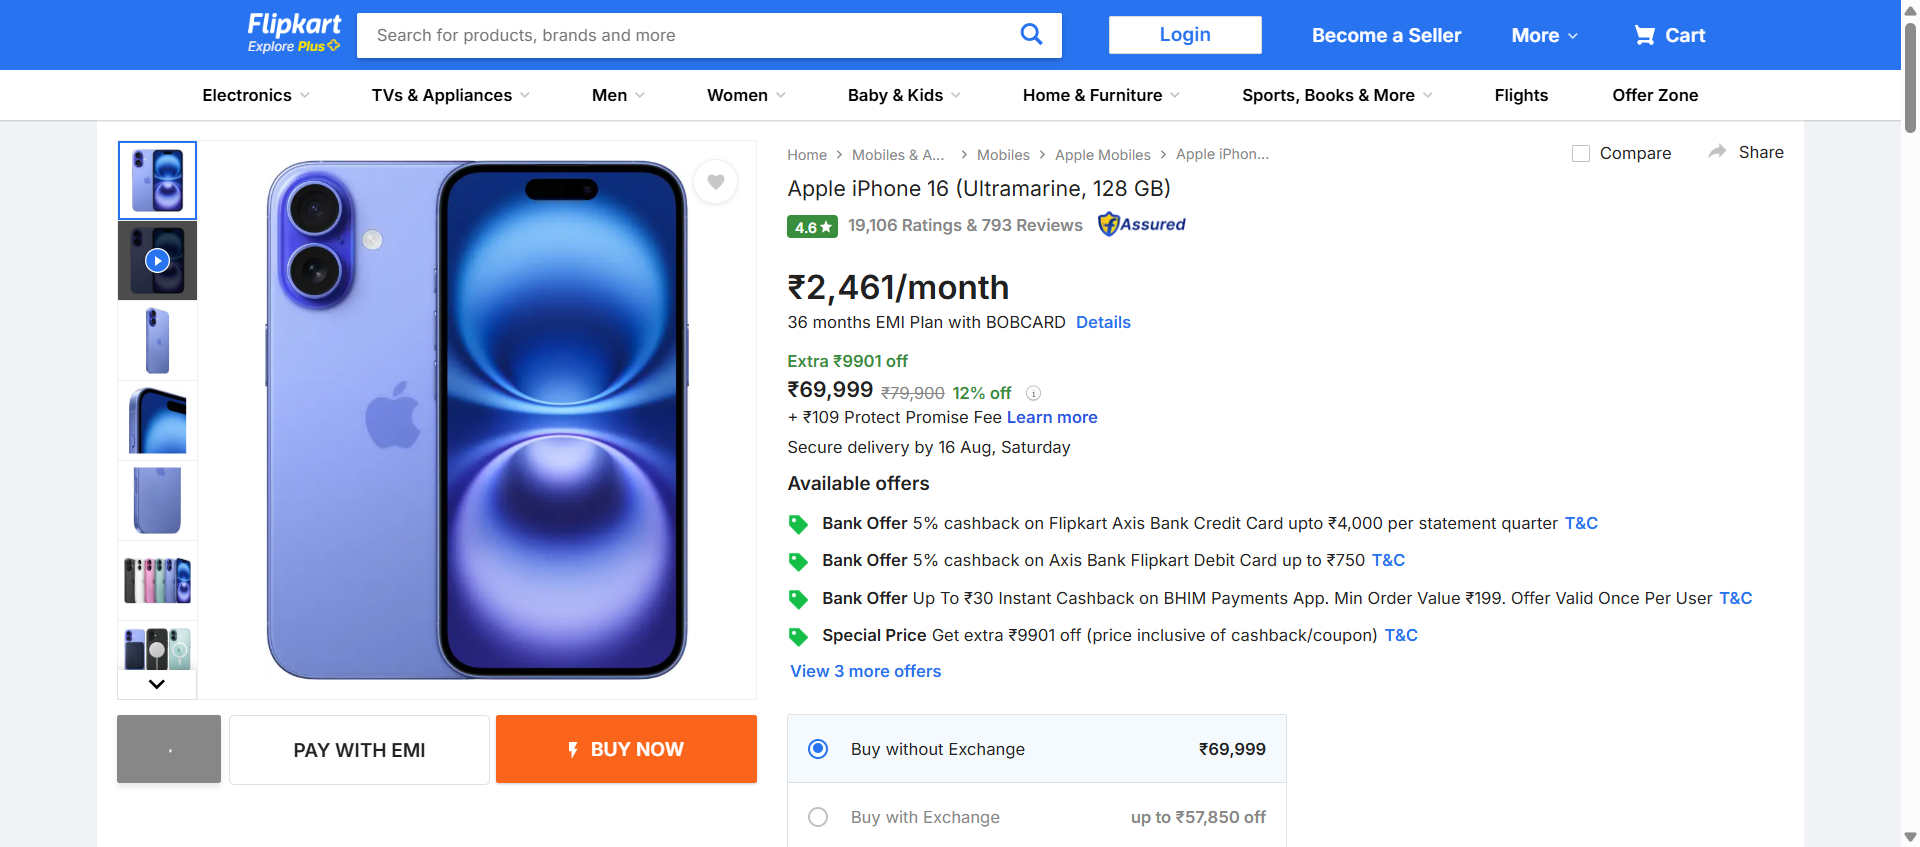 Flipkart
Explore Plus
Search for products, brands and more
Login
Become a Seller
More
Cart
Electronics
TVs & Appliances
Men
Women
Baby & Kids
Home & Furniture
Sports, Books & More
Flights
Offer Zone
Home
Mobiles & A...
Mobiles
Apple Mobiles
Apple iPhon...
Compare
Share
Apple iPhone 16 (Ultramarine, 128 GB)
4.6★ 19,106 Ratings & 793 Reviews Assured
₹2,461/month
36 months EMI Plan with BOBCARD Details
Extra ₹9901 off
₹69,999 ₹79,900 12% off
+ ₹109 Protect Promise Fee Learn more
Secure delivery by 16 Aug, Saturday
Available offers
Bank Offer 5% cashback on Flipkart Axis Bank Credit Card upto ₹4,000 per statement quarter T&C
Bank Offer 5% cashback on Axis Bank Flipkart Debit Card up to ₹750 T&C
Bank Offer Up To ₹30 Instant Cashback on BHIM Payments App. Min Order Value ₹199. Offer Valid Once Per User T&C
Special Price Get extra ₹9901 off (price inclusive of cashback/coupon) T&C
View 3 more offers
PAY WITH EMI
BUY NOW
Buy without Exchange ₹69,999
Buy with Exchange up to ₹57,850 off